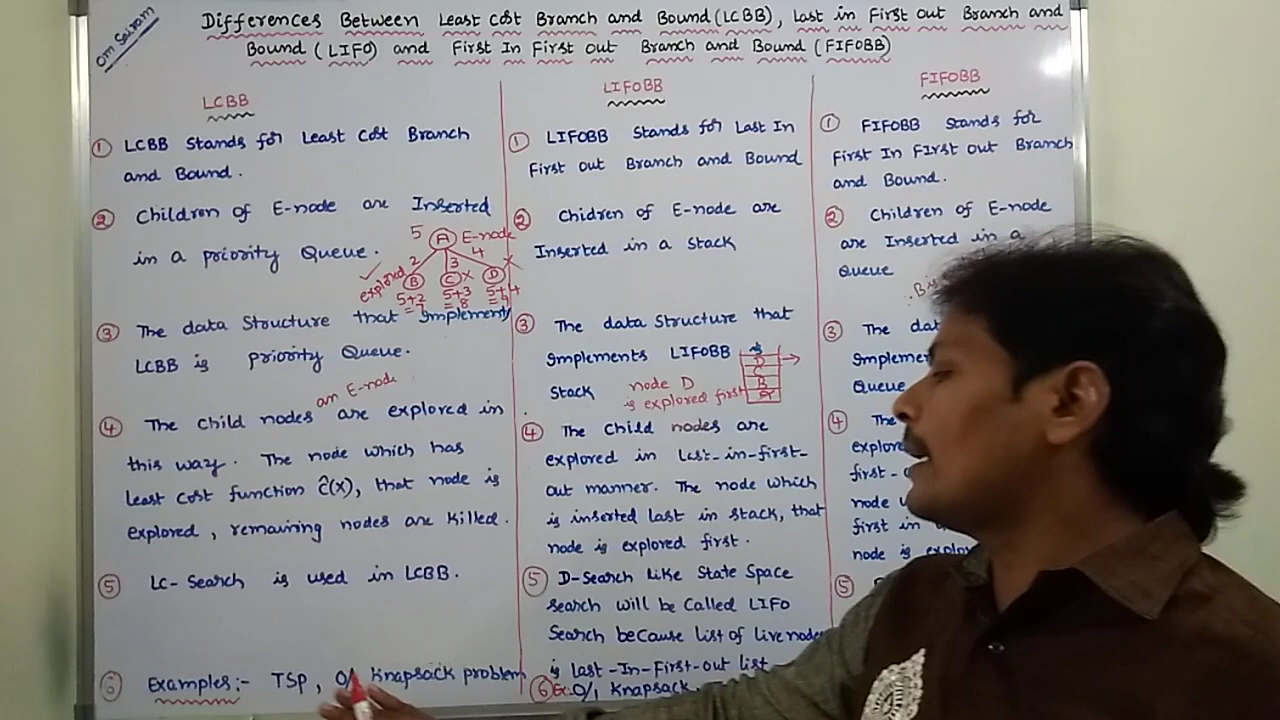 Om Sairam
Differences Between Least Cost Branch and Bound (LCBB), Last in First out Branch and
Bound (LIFO) and First In First out Branch and Bound (FIFOBB)
LCBB
① LCBB Stands for Least Cost Branch
and Bound.
② Children of E-node are Inserted
in a priority Queue.
5 A E-node
2 3 4
explored B C x D x
5+2 5+3 5+4
=7 =8 =9
③ The data Structure that Implements
LCBB is priority Queue.
an E-node
④ The child nodes are explored in
this way. The node which has
least cost function ĉ(x), that node is
explored, remaining nodes are killed.
⑤ LC-Search is used in LCBB.
⑥ Examples:- TSP, 0/1 Knapsack problem
LIFOBB
① LIFOBB Stands for Last In
First out Branch and Bound
② Chidren of E-node are
Inserted in a stack
③ The data Structure that
Implements LIFOBB is
Stack
node D
is explored first
D
C
B
A
④ The child nodes are
explored in last-in-first-
out manner. The node which
is inserted last in stack, that
node is explored first.
⑤ D-Search Like State Space
search will be called LIFO
Search because list of live nodes
is last-In-First-out list
⑥ Ex: 0/1 Knapsack
FIFOBB
① FIFOBB Stands for
First In First out Branch
and Bound.
② Children of E-node
are Inserted in a
Queue
③ The
Queue
④ The
first-
node
first in
node is
⑤